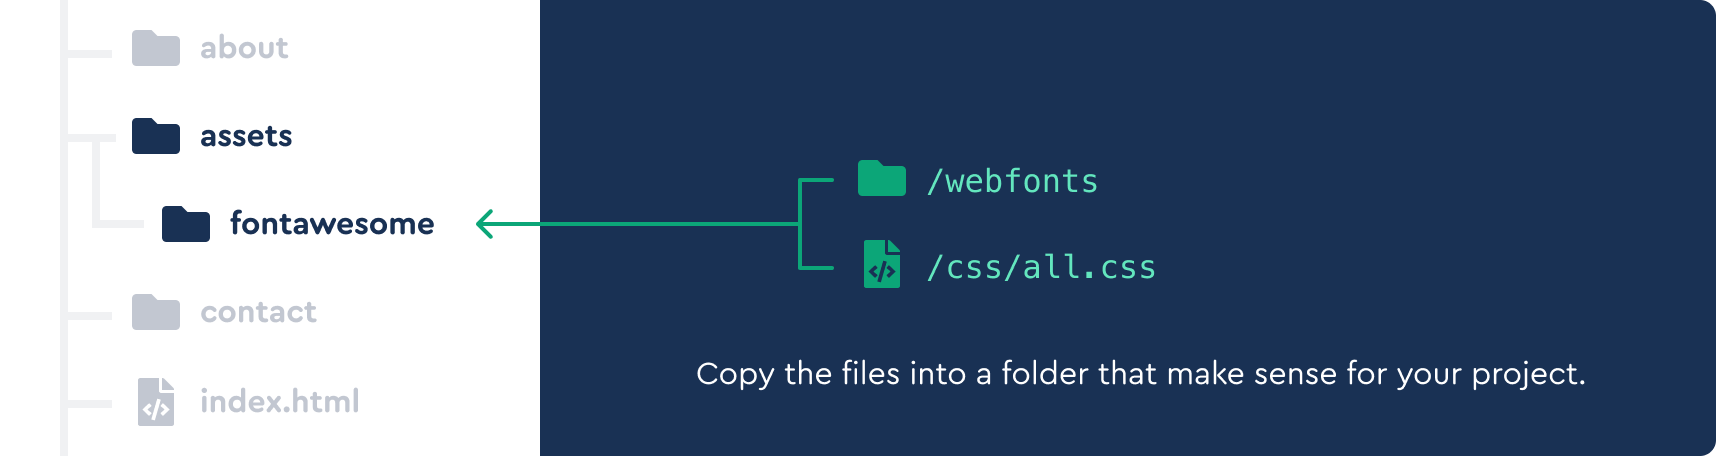 about
assets
fontawesome
contact
index.html
/webfonts
/css/all.css
Copy the files into a folder that make sense for your project.